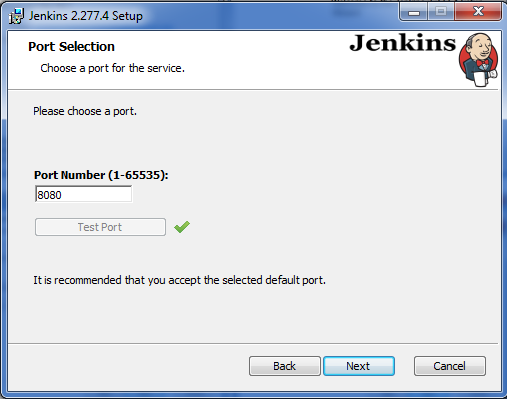 Jenkins 2.277.4 Setup
Port Selection
Choose a port for the service.
Jenkins
Please choose a port.
Port Number (1-65535):
8080
Test Port
It is recommended that you accept the selected default port.
Back
Next
Cancel